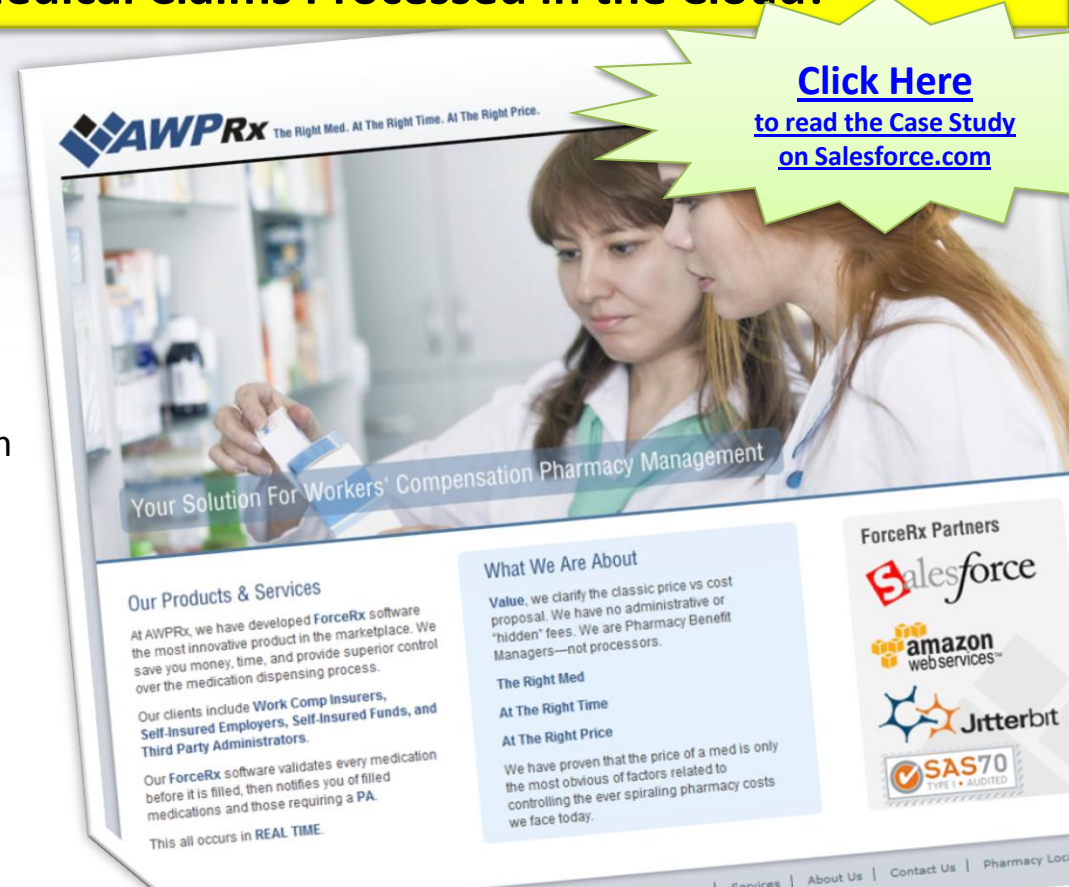 Medical Claims Processed in the Cloud?
Click Here
to read the Case Study
on Salesforce.com
AWPRx The Right Med. At The Right Time. At The Right Price.
Your Solution For Workers' Compensation Pharmacy Management
Our Products & Services
At AWPRx, we have developed ForceRx software
the most innovative product in the marketplace. We
save you money, time, and provide superior control
over the medication dispensing process.
Our clients include Work Comp Insurers,
Self-Insured Employers, Self-Insured Funds, and
Third Party Administrators.
Our ForceRx software validates every medication
before it is filled, then notifies you of filled
medications and those requiring a PA.
This all occurs in REAL TIME.
What We Are About
Value, we clarify the classic price vs cost
proposal. We have no administrative or
"hidden" fees. We are Pharmacy Benefit
Managers—not processors.
The Right Med
At The Right Time
At The Right Price
We have proven that the price of a med is only
the most obvious of factors related to
controlling the ever spiraling pharmacy costs
we face today.
ForceRx Partners
Salesforce
amazon
webservices™
Jitterbit
SAS70
TYPE I • AUDITED
Services | About Us | Contact Us | Pharmacy